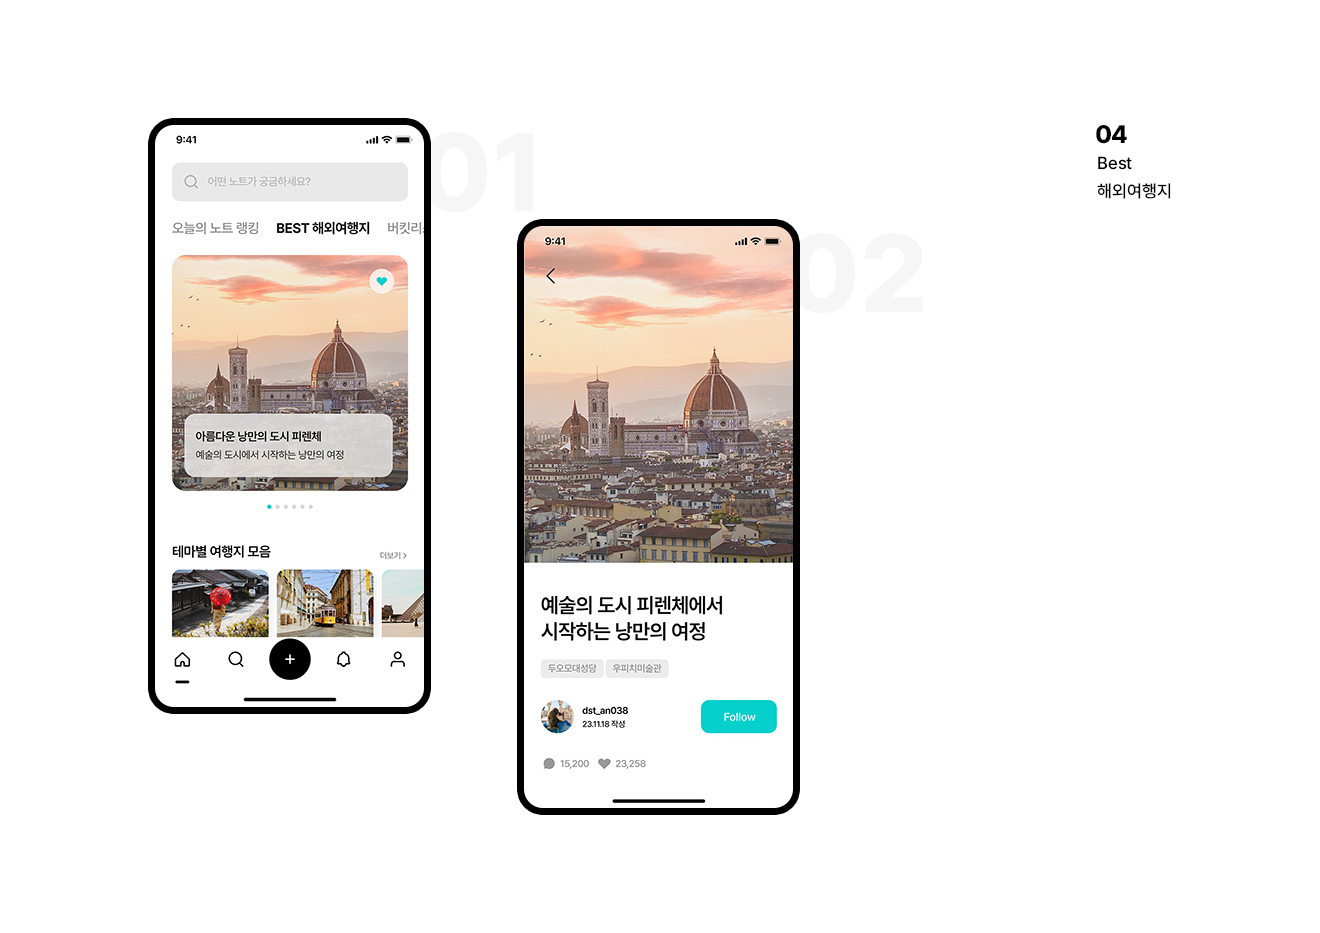 04
Best
해외여행지
01
9:41
어떤 노트가 궁금하세요?
오늘의 노트 랭킹 BEST 해외여행지 버킷리
아름다운 낭만의 도시 피렌체
예술의 도시에서 시작하는 낭만의 여정
테마별 여행지 모음 더보기 >
02
9:41
예술의 도시 피렌체에서
시작하는 낭만의 여정
두오모대성당 우피치미술관
dst_an038
23.11.18 작성
Follow
15,200 23,258